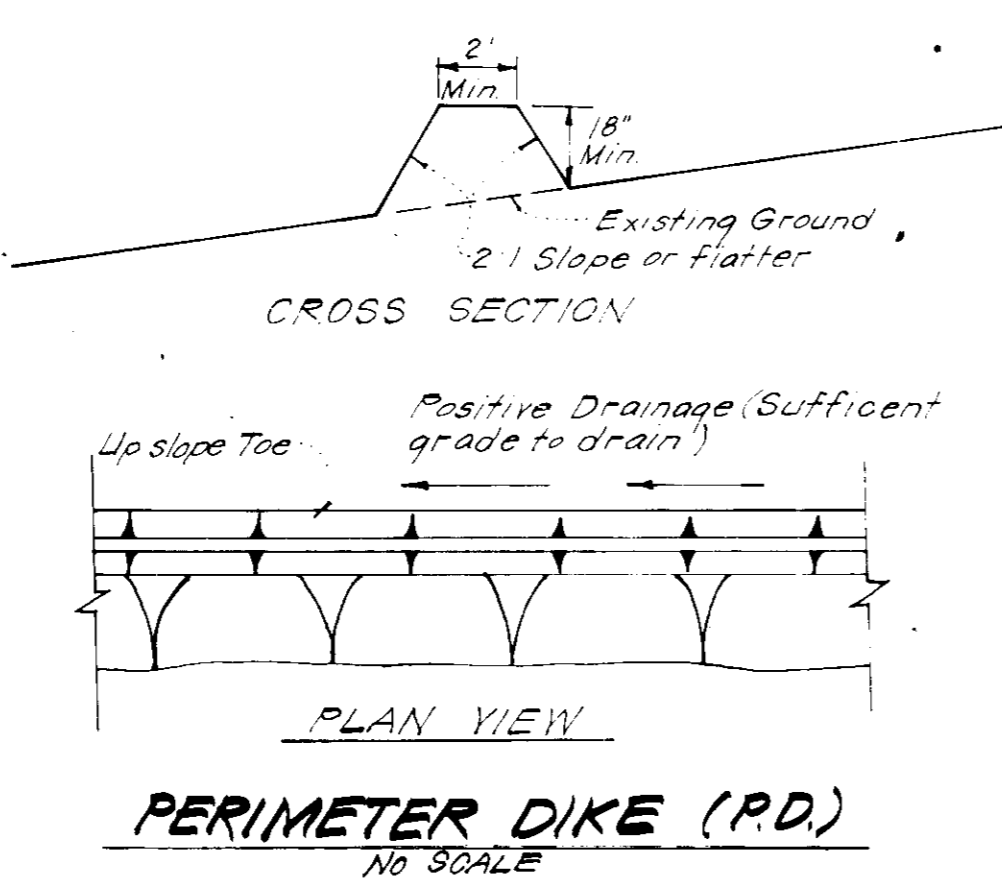 2'
Min.
18"
Min.
Existing Ground
2:1 Slope or flatter
CROSS SECTION
Positive Drainage (Sufficent
grade to drain)
Up slope Toe
PLAN VIEW
PERIMETER DIKE (P.D.)
NO SCALE